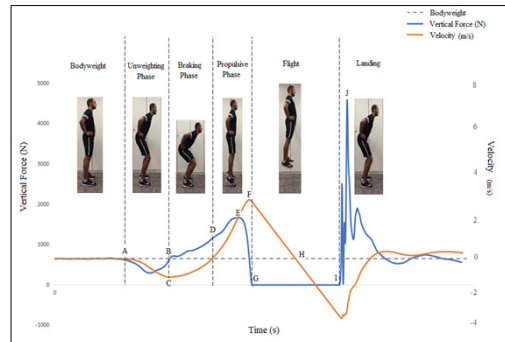 Bodyweight
Vertical Force (N)
Velocity (m/s)
Bodyweight
Unweighting
Phase
Braking
Phase
Propulsive
Phase
Flight
Landing
5000
4000
3000
2000
1000
0
-1000
8
6
4
2
0
-2
-4
Vertical Force (N)
Velocity (m/s)
A
B
C
D
E
F
G
H
I
J
0
Time (s)